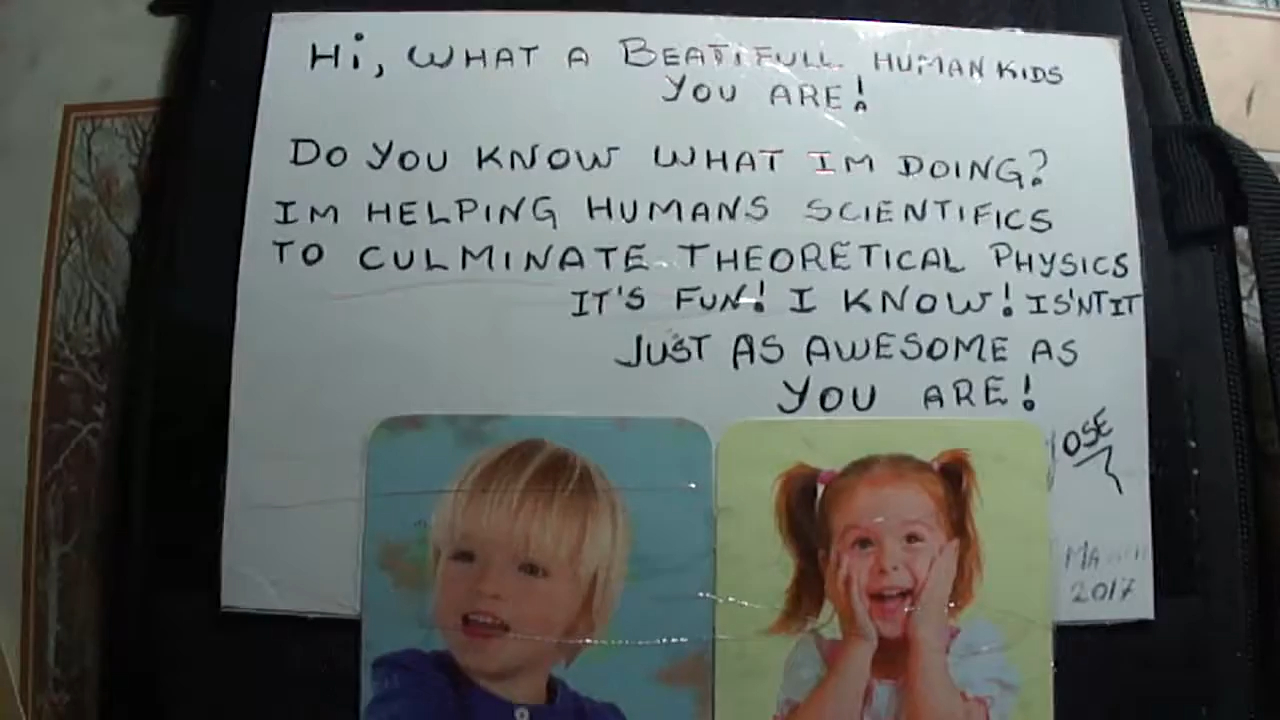 Hi, WHAT A BEATIFULL HUMAN KIDS
YOU ARE!
DO YOU KNOW WHAT IM DOING?
IM HELPING HUMANS SCIENTIFICS
TO CULMINATE THEORETICAL PHYSICS
IT'S FUN! I KNOW! IS'NT IT
JUST AS AWESOME AS
YOU ARE!
JOSE
MARCH
2017